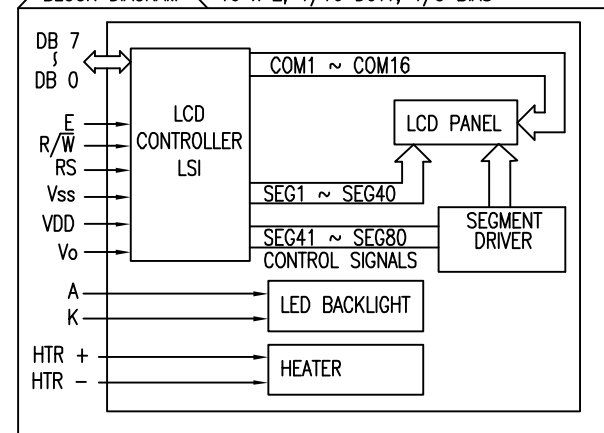 DB 7
∫
DB 0
E
R/W̅
RS
Vss
VDD
Vo
A
K
HTR +
HTR −
LCD
CONTROLLER
LSI
COM1 ~ COM16
LCD PANEL
SEG1 ~ SEG40
SEG41 ~ SEG80
CONTROL SIGNALS
SEGMENT
DRIVER
LED BACKLIGHT
HEATER